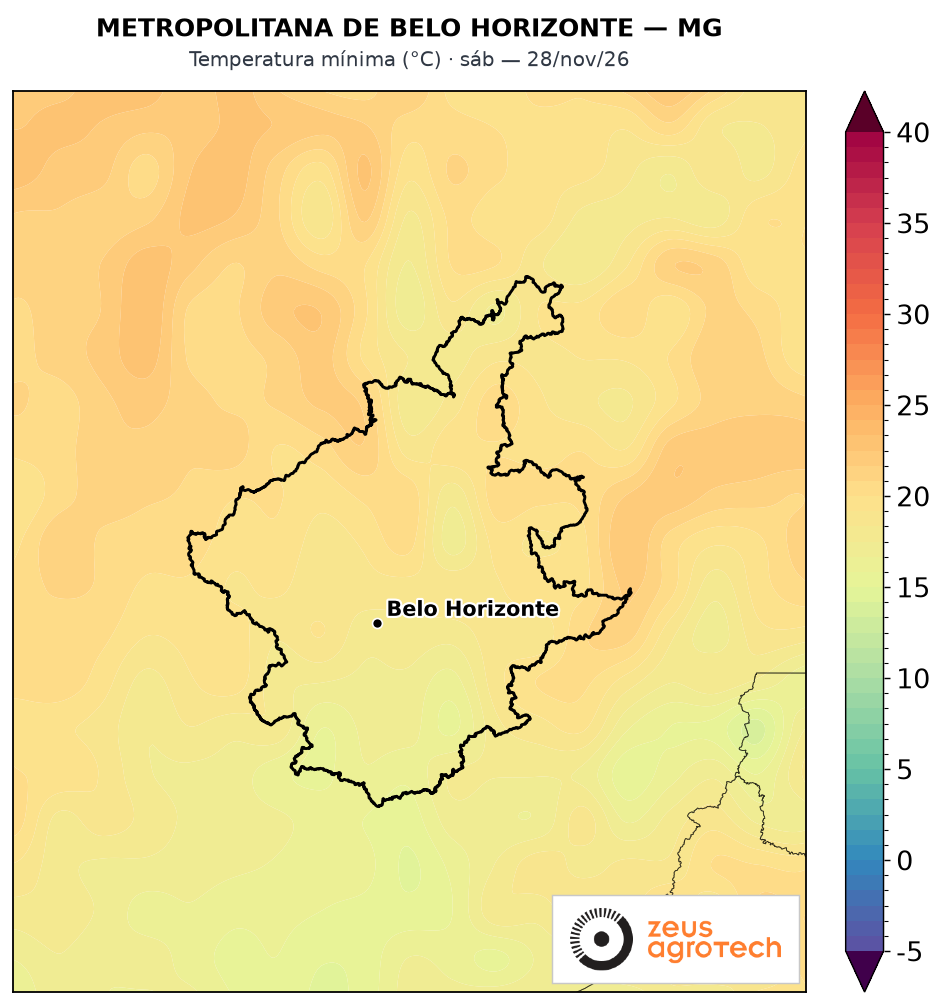 METROPOLITANA DE BELO HORIZONTE — MG
Temperatura mínima (°C) · sáb — 28/nov/26
40
35
30
25
20
15
10
5
0
-5
Belo Horizonte
zeus
agrotech